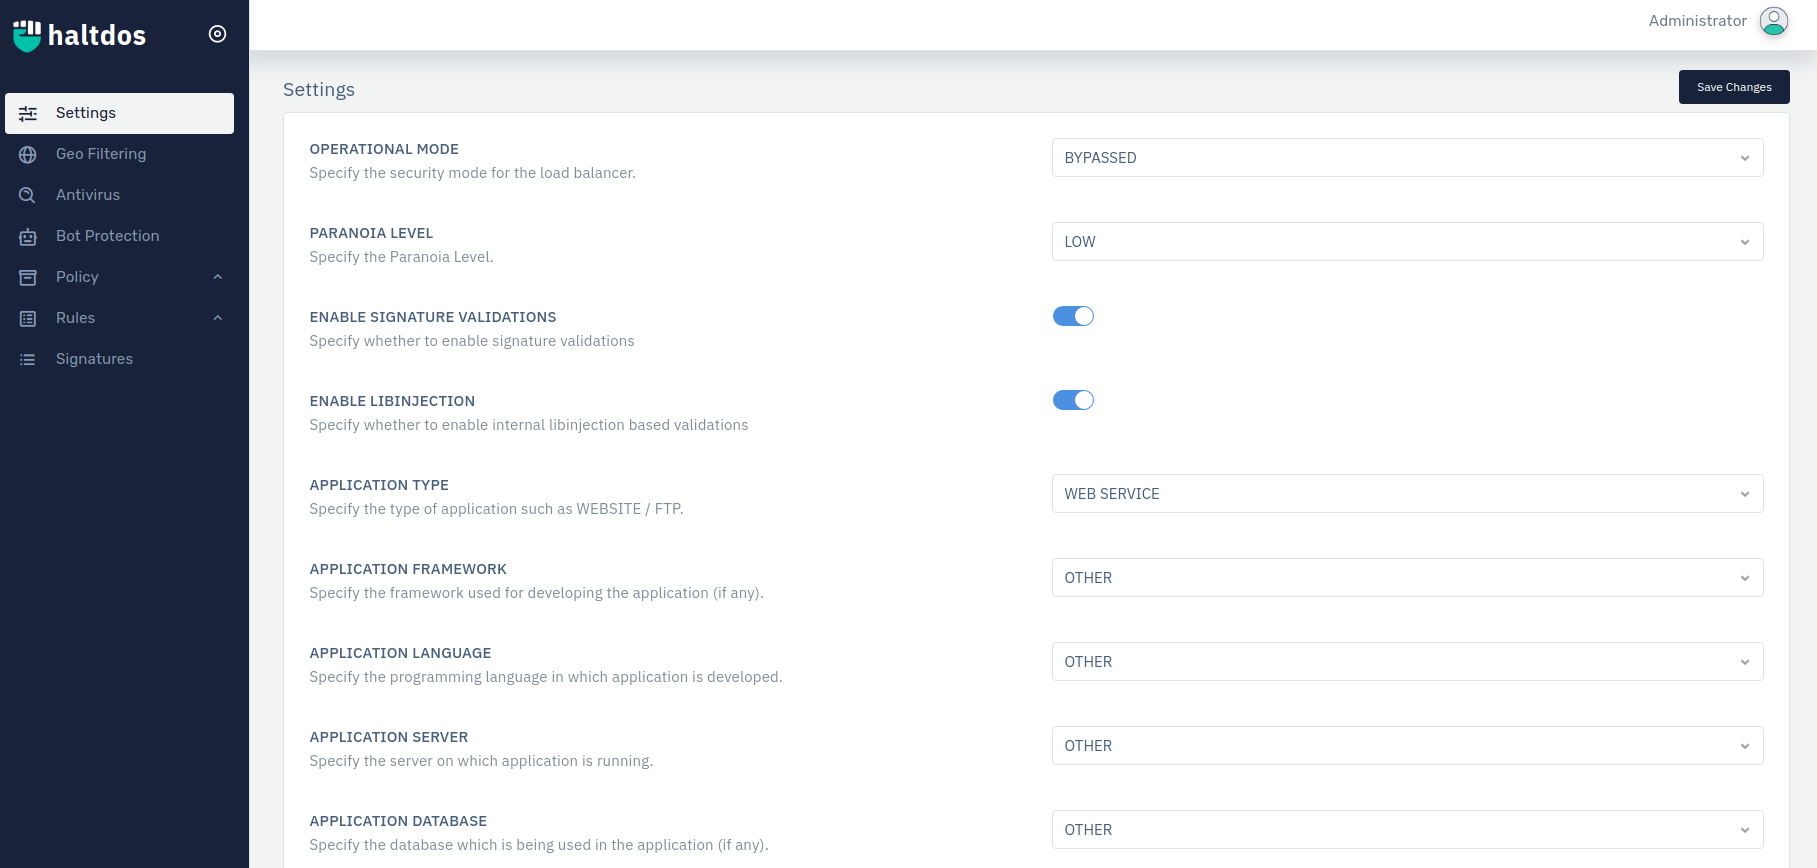 haltdos
Administrator
Settings
Geo Filtering
Antivirus
Bot Protection
Policy
Rules
Signatures
Settings
Save Changes
OPERATIONAL MODE
Specify the security mode for the load balancer.
BYPASSED
PARANOIA LEVEL
Specify the Paranoia Level.
LOW
ENABLE SIGNATURE VALIDATIONS
Specify whether to enable signature validations
ENABLE LIBINJECTION
Specify whether to enable internal libinjection based validations
APPLICATION TYPE
Specify the type of application such as WEBSITE / FTP.
WEB SERVICE
APPLICATION FRAMEWORK
Specify the framework used for developing the application (if any).
OTHER
APPLICATION LANGUAGE
Specify the programming language in which application is developed.
OTHER
APPLICATION SERVER
Specify the server on which application is running.
OTHER
APPLICATION DATABASE
Specify the database which is being used in the application (if any).
OTHER